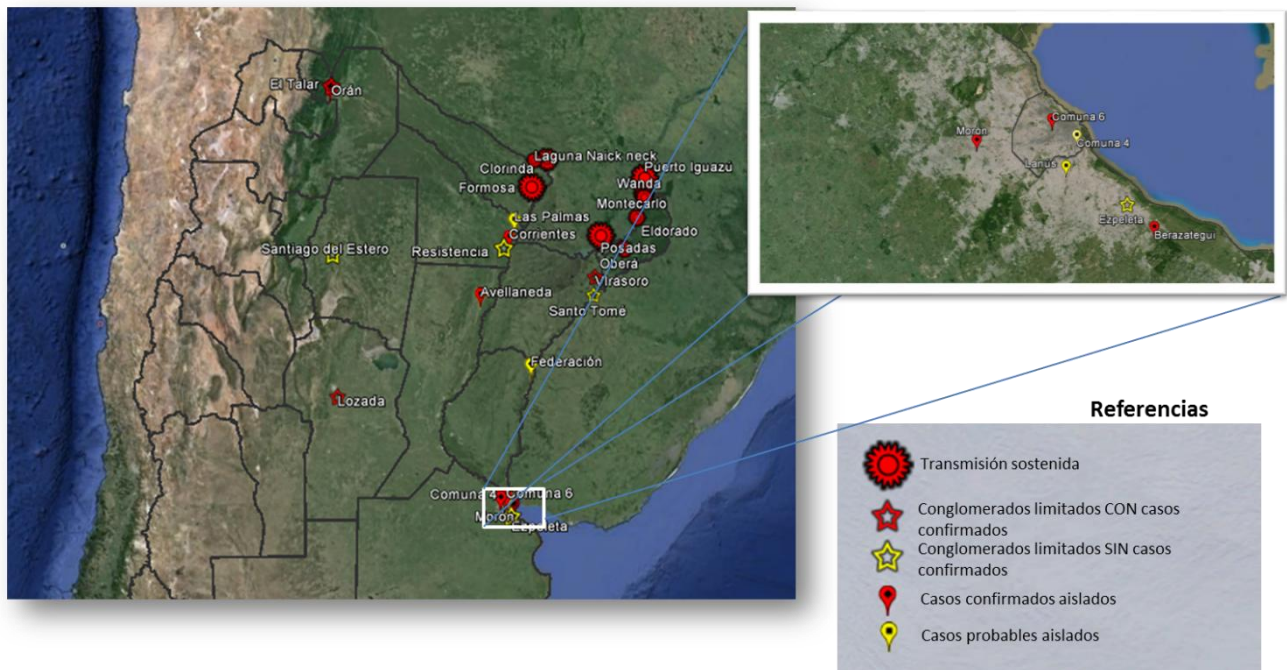 El Talar
Orán
Laguna Naick neck
Clorinda
Puerto Iguazú
Formosa
Wanda
Montecarlo
Las Palmas
Corrientes
Eldorado
Santiago del Estero
Resistencia
Posadas
Oberá
Virasoro
Avellaneda
Santo Tomé
Federación
Lozada
Comuna 4
Comuna 6
Morón
Ezpeleta
Comuna 6
Morón
Comuna 4
Lanús
Ezpeleta
Berazategui
Referencias
Transmisión sostenida
Conglomerados limitados CON casos
confirmados
Conglomerados limitados SIN casos
confirmados
Casos confirmados aislados
Casos probables aislados